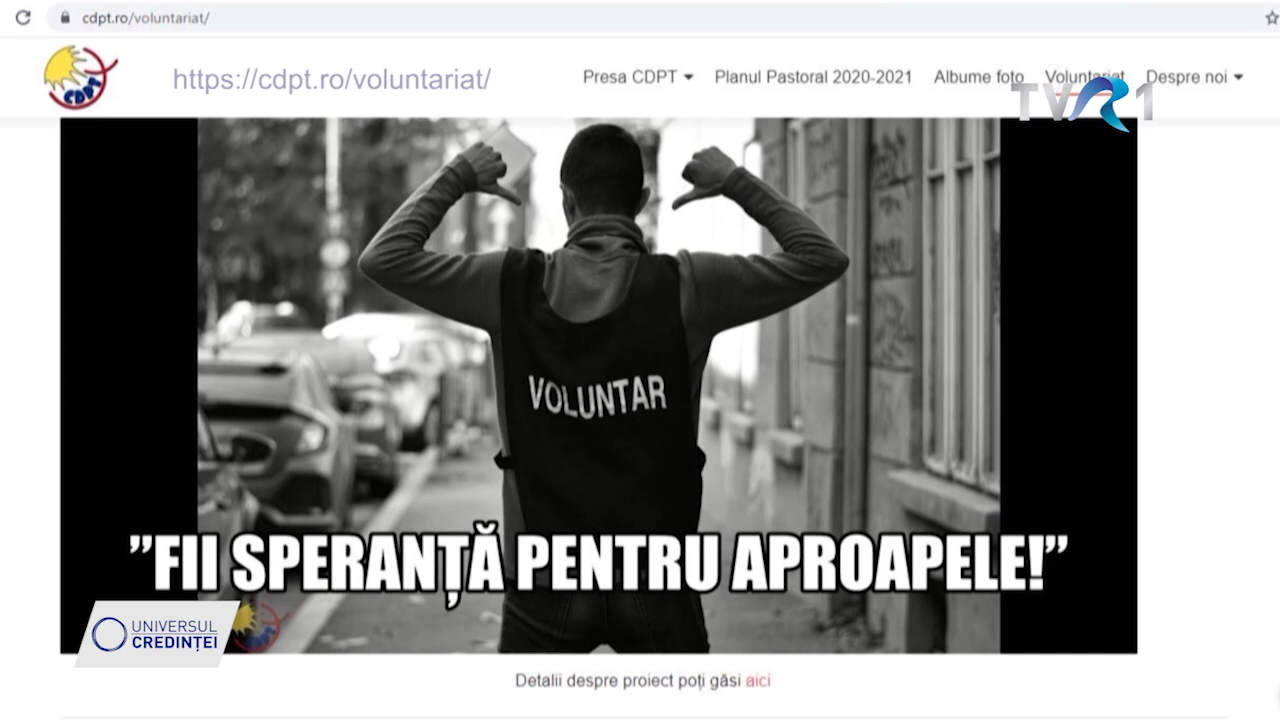 cdpt.ro/voluntariat/
CDPT
https://cdpt.ro/voluntariat/
Presa CDPT
Planul Pastoral 2020-2021
Albume foto
Voluntariat
Despre noi
TVR1
VOLUNTAR
”FII SPERANȚĂ PENTRU APROAPELE!”
UNIVERSUL
CREDINȚEI
Detalii despre proiect poți găsi aici